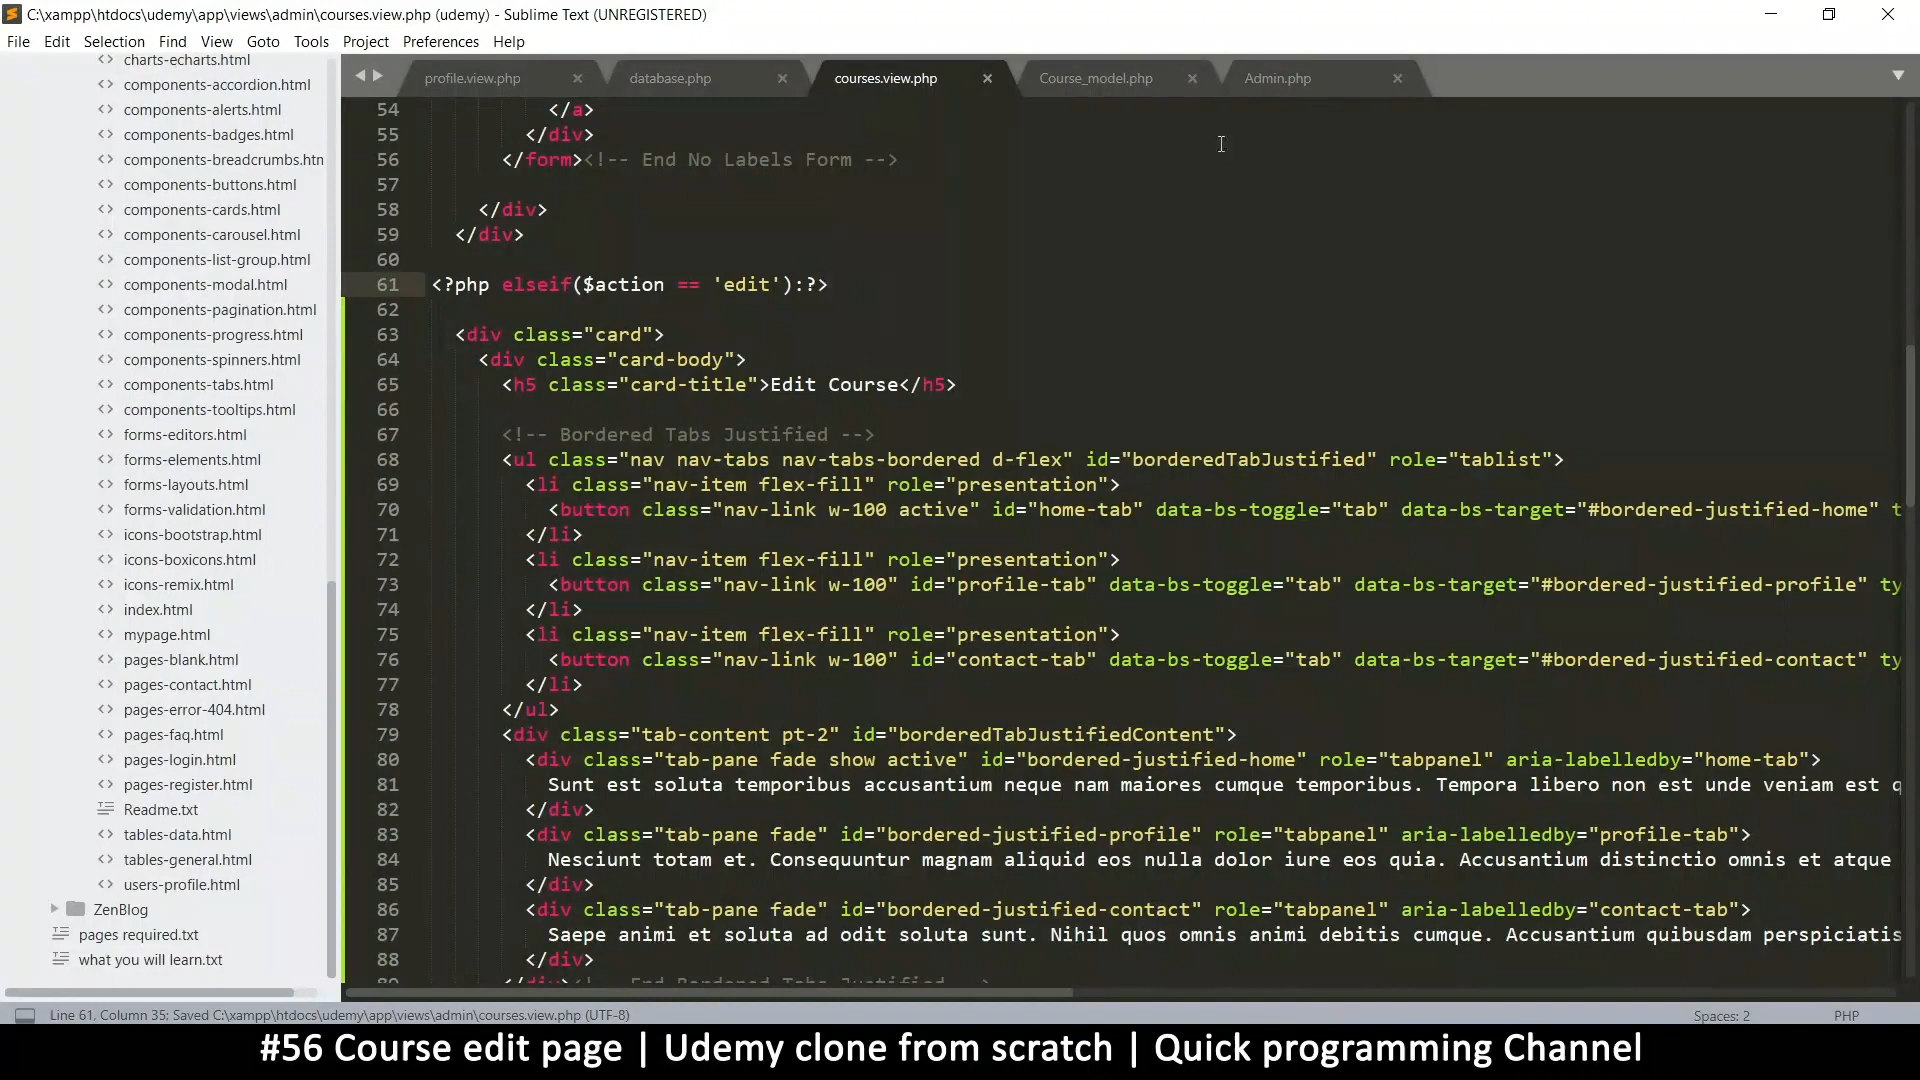 C:\xampp\htdocs\udemy\app\views\admin\courses.view.php (udemy) - Sublime Text (UNREGISTERED)
File Edit Selection Find View Goto Tools Project Preferences Help
charts-echarts.html
components-accordion.html
components-alerts.html
components-badges.html
components-breadcrumbs.htm
components-buttons.html
components-cards.html
components-carousel.html
components-list-group.html
components-modal.html
components-pagination.html
components-progress.html
components-spinners.html
components-tabs.html
components-tooltips.html
forms-editors.html
forms-elements.html
forms-layouts.html
forms-validation.html
icons-bootstrap.html
icons-boxicons.html
icons-remix.html
index.html
mypage.html
pages-blank.html
pages-contact.html
pages-error-404.html
pages-faq.html
pages-login.html
pages-register.html
Readme.txt
tables-data.html
tables-general.html
users-profile.html
ZenBlog
pages required.txt
what you will learn.txt
profile.view.php database.php courses.view.php Course_model.php Admin.php
54 </a>
55 </div>
56 </form><!-- End No Labels Form -->
57
58 </div>
59 </div>
60
61 <?php elseif($action == 'edit'):?>
62
63 <div class="card">
64 <div class="card-body">
65 <h5 class="card-title">Edit Course</h5>
66
67 <!-- Bordered Tabs Justified -->
68 <ul class="nav nav-tabs nav-tabs-bordered d-flex" id="borderedTabJustified" role="tablist">
69 <li class="nav-item flex-fill" role="presentation">
70 <button class="nav-link w-100 active" id="home-tab" data-bs-toggle="tab" data-bs-target="#bordered-justified-home" t
71 </li>
72 <li class="nav-item flex-fill" role="presentation">
73 <button class="nav-link w-100" id="profile-tab" data-bs-toggle="tab" data-bs-target="#bordered-justified-profile" ty
74 </li>
75 <li class="nav-item flex-fill" role="presentation">
76 <button class="nav-link w-100" id="contact-tab" data-bs-toggle="tab" data-bs-target="#bordered-justified-contact" ty
77 </li>
78 </ul>
79 <div class="tab-content pt-2" id="borderedTabJustifiedContent">
80 <div class="tab-pane fade show active" id="bordered-justified-home" role="tabpanel" aria-labelledby="home-tab">
81 Sunt est soluta temporibus accusantium neque nam maiores cumque temporibus. Tempora libero non est unde veniam est q
82 </div>
83 <div class="tab-pane fade" id="bordered-justified-profile" role="tabpanel" aria-labelledby="profile-tab">
84 Nesciunt totam et. Consequuntur magnam aliquid eos nulla dolor iure eos quia. Accusantium distinctio omnis et atque
85 </div>
86 <div class="tab-pane fade" id="bordered-justified-contact" role="tabpanel" aria-labelledby="contact-tab">
87 Saepe animi et soluta ad odit soluta sunt. Nihil quos omnis animi debitis cumque. Accusantium quibusdam perspiciatis
88 </div>
89 </div><!-- End Bordered Tabs Justified -->
Line 61, Column 35; Saved C:\xampp\htdocs\udemy\app\views\admin\courses.view.php (UTF-8) Spaces: 2 PHP
#56 Course edit page | Udemy clone from scratch | Quick programming Channel